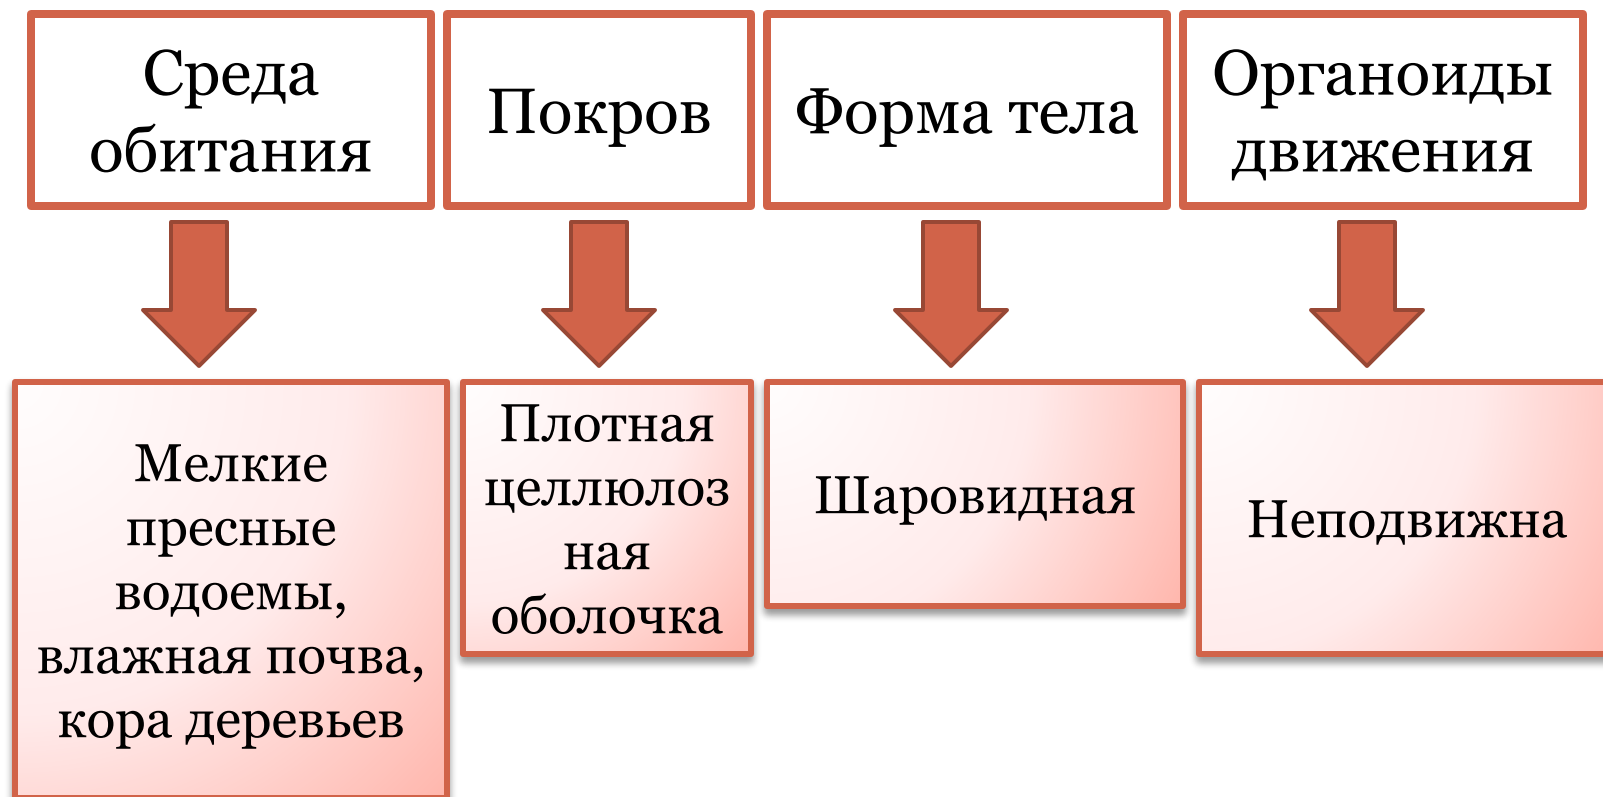 Среда
обитания
Покров
Форма тела
Органоиды
движения
Мелкие
пресные
водоемы,
влажная почва,
кора деревьев
Плотная
целлюлоз
ная
оболочка
Шаровидная
Неподвижна